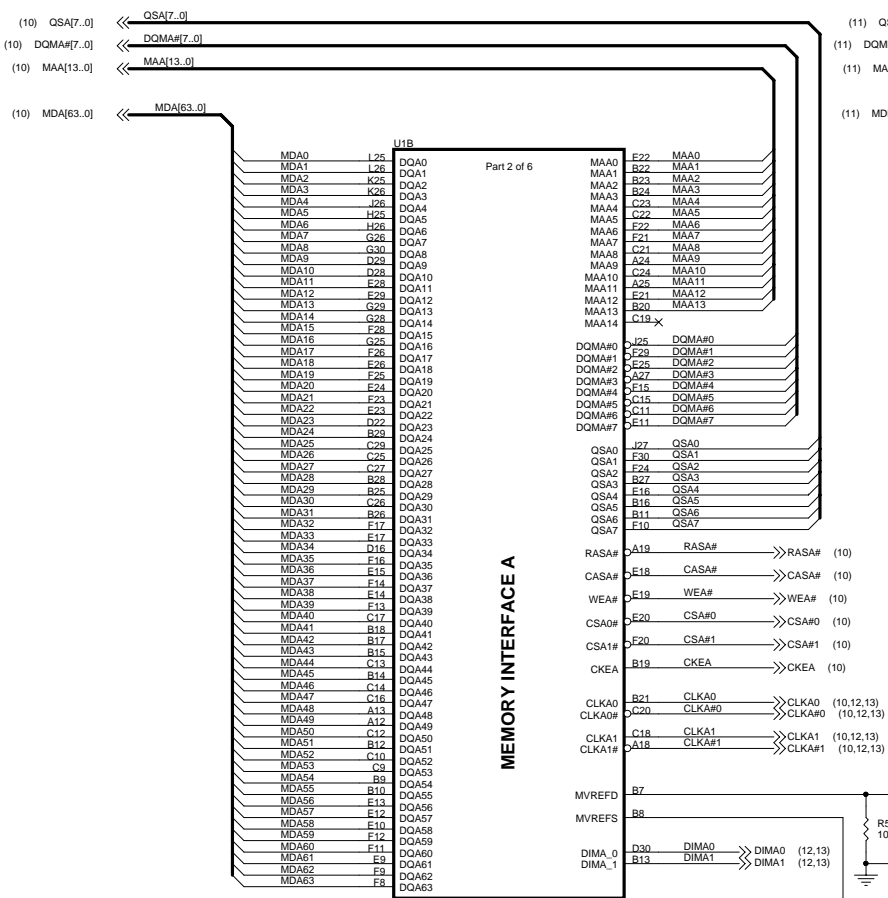 (10) QSA[7..0] QSA[7..0] (11)
(10) DQMA#[7..0] DQMA#[7..0] (11)
(10) MAA[13..0] MAA[13..0] (11)
(10) MDA[63..0] MDA[63..0] (11)
U1B
Part 2 of 6
MEMORY INTERFACE A
MDA0 L25 DQA0
MDA1 L26 DQA1
MDA2 K25 DQA2
MDA3 K26 DQA3
MDA4 J26 DQA4
MDA5 H25 DQA5
MDA6 H26 DQA6
MDA7 G26 DQA7
MDA8 G30 DQA8
MDA9 D29 DQA9
MDA10 D28 DQA10
MDA11 E28 DQA11
MDA12 E29 DQA12
MDA13 G29 DQA13
MDA14 G28 DQA14
MDA15 F28 DQA15
MDA16 G25 DQA16
MDA17 F26 DQA17
MDA18 E26 DQA18
MDA19 F25 DQA19
MDA20 E24 DQA20
MDA21 F23 DQA21
MDA22 E23 DQA22
MDA23 D22 DQA23
MDA24 B29 DQA24
MDA25 C29 DQA25
MDA26 C25 DQA26
MDA27 C27 DQA27
MDA28 B28 DQA28
MDA29 B25 DQA29
MDA30 C26 DQA30
MDA31 B26 DQA31
MDA32 F17 DQA32
MDA33 E17 DQA33
MDA34 D16 DQA34
MDA35 F16 DQA35
MDA36 E15 DQA36
MDA37 F14 DQA37
MDA38 E14 DQA38
MDA39 F13 DQA39
MDA40 C17 DQA40
MDA41 B18 DQA41
MDA42 B17 DQA42
MDA43 B15 DQA43
MDA44 C13 DQA44
MDA45 B14 DQA45
MDA46 C14 DQA46
MDA47 C16 DQA47
MDA48 A13 DQA48
MDA49 A12 DQA49
MDA50 C12 DQA50
MDA51 B12 DQA51
MDA52 C10 DQA52
MDA53 C9 DQA53
MDA54 B9 DQA54
MDA55 B10 DQA55
MDA56 E13 DQA56
MDA57 E12 DQA57
MDA58 E10 DQA58
MDA59 F12 DQA59
MDA60 F11 DQA60
MDA61 E9 DQA61
MDA62 F9 DQA62
MDA63 F8 DQA63
MAA0 E22 MAA0
MAA1 B22 MAA1
MAA2 B23 MAA2
MAA3 B24 MAA3
MAA4 C23 MAA4
MAA5 C22 MAA5
MAA6 F22 MAA6
MAA7 F21 MAA7
MAA8 C21 MAA8
MAA9 A24 MAA9
MAA10 C24 MAA10
MAA11 A25 MAA11
MAA12 E21 MAA12
MAA13 B20 MAA13
MAA14 C19
DQMA#0 J25 DQMA#0
DQMA#1 F29 DQMA#1
DQMA#2 E25 DQMA#2
DQMA#3 A27 DQMA#3
DQMA#4 F15 DQMA#4
DQMA#5 C15 DQMA#5
DQMA#6 C11 DQMA#6
DQMA#7 E11 DQMA#7
QSA0 J27 QSA0
QSA1 F30 QSA1
QSA2 F24 QSA2
QSA3 B27 QSA3
QSA4 E16 QSA4
QSA5 B16 QSA5
QSA6 B11 QSA6
QSA7 F10 QSA7
RASA# A19 RASA# RASA# (10)
CASA# E18 CASA# CASA# (10)
WEA# E19 WEA# WEA# (10)
CSA0# E20 CSA#0 CSA#0 (10)
CSA1# F20 CSA#1 CSA#1 (10)
CKEA B19 CKEA CKEA (10)
CLKA0 B21 CLKA0 CLKA0 (10,12,13)
CLKA0# C20 CLKA#0 CLKA#0 (10,12,13)
CLKA1 C18 CLKA1 CLKA1 (10,12,13)
CLKA1# A18 CLKA#1 CLKA#1 (10,12,13)
MVREFD B7
MVREFS B8
DIMA_0 D30 DIMA0 DIMA0 (12,13)
DIMA_1 B13 DIMA1 DIMA1 (12,13)